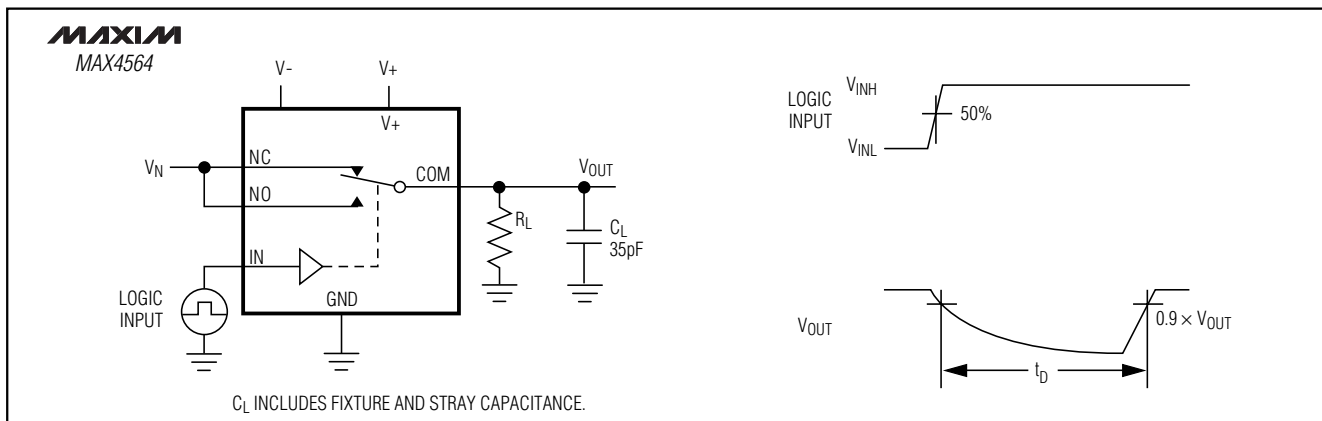 MAXIM
MAX4564
V-
V+
V+
VN
NC
NO
COM
VOUT
RL
CL
35pF
IN
LOGIC
INPUT
GND
CL INCLUDES FIXTURE AND STRAY CAPACITANCE.
LOGIC
INPUT
VINH
VINL
50%
VOUT
0.9 × VOUT
tD